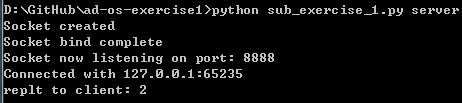 D:\GitHub\ad-os-exercise1>python sub_exercise_1.py server
Socket created
Socket bind complete
Socket now listening on port: 8888
Connected with 127.0.0.1:65235
replt to client: 2